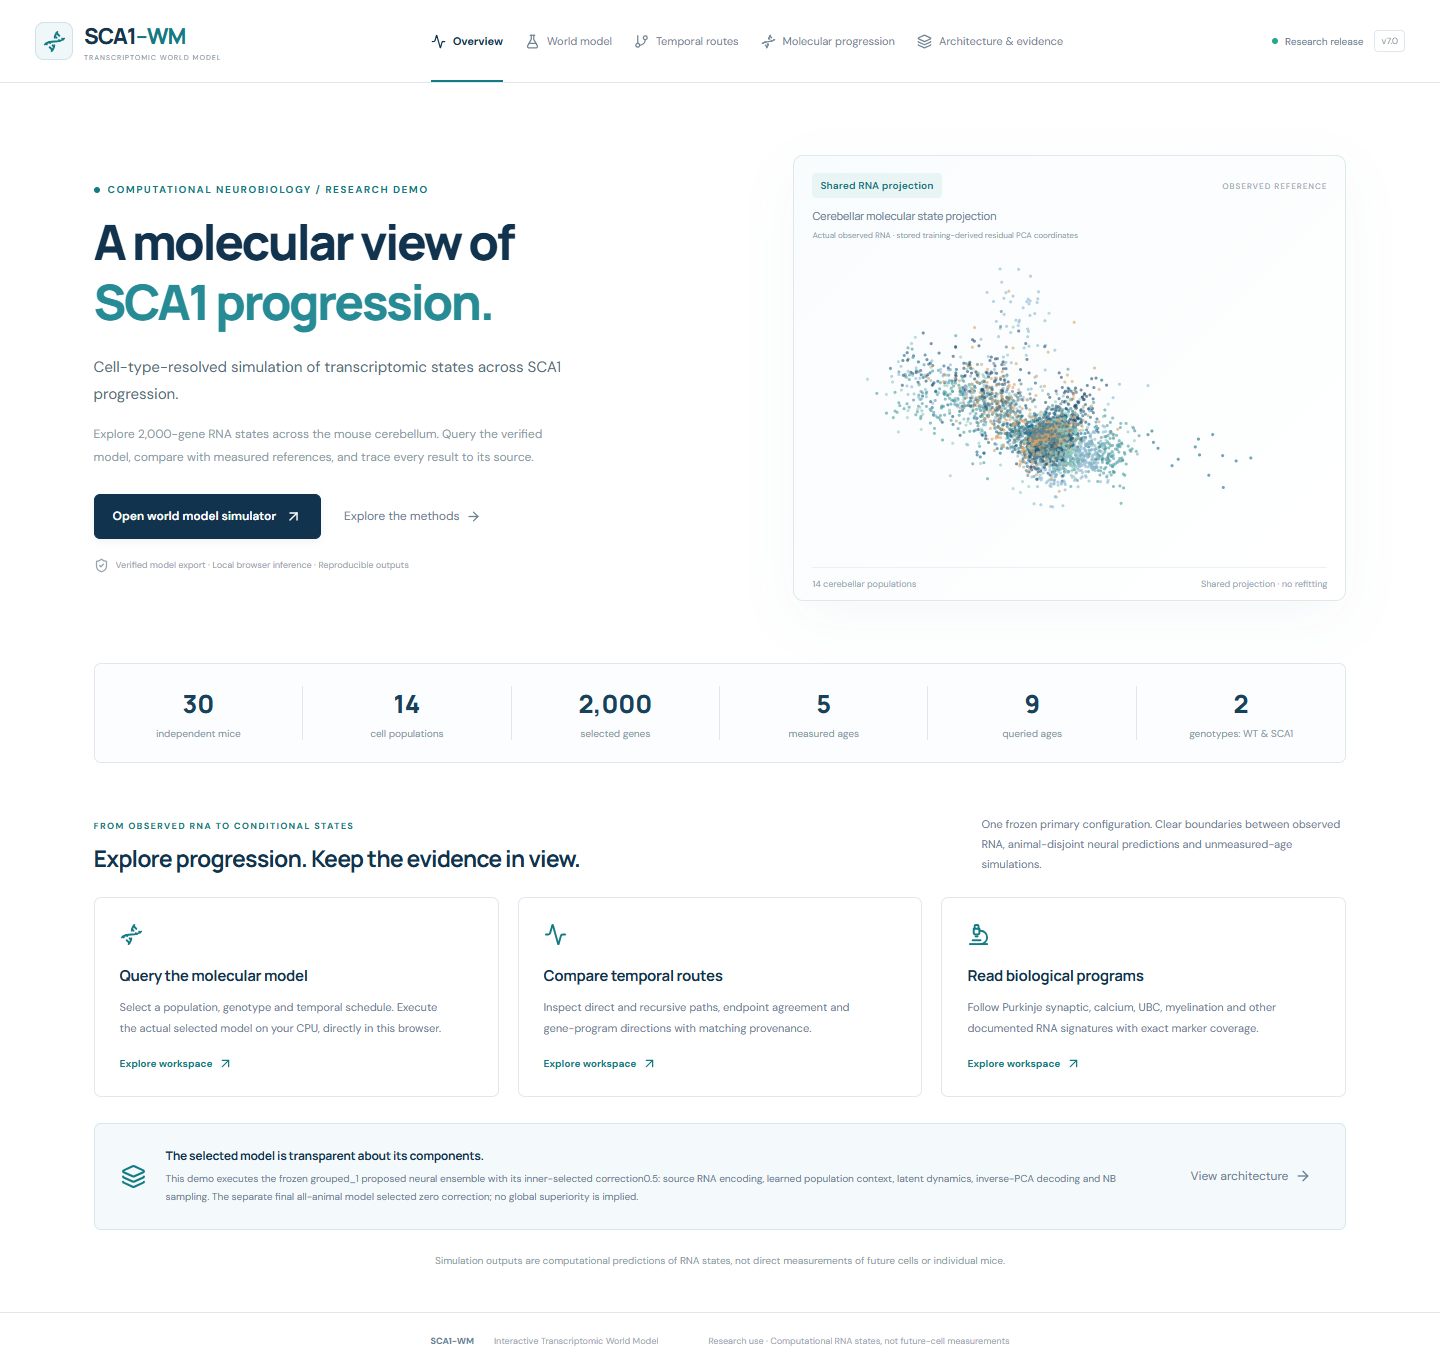 SCA1-WM
TRANSCRIPTOMIC WORLD MODEL
Overview
World model
Temporal routes
Molecular progression
Architecture & evidence
Research release
v7.0
COMPUTATIONAL NEUROBIOLOGY / RESEARCH DEMO
A molecular view of
SCA1 progression.
Cell-type-resolved simulation of transcriptomic states across SCA1
progression.
Explore 2,000-gene RNA states across the mouse cerebellum. Query the verified
model, compare with measured references, and trace every result to its source.
Open world model simulator
Explore the methods
Verified model export · Local browser inference · Reproducible outputs
Shared RNA projection
OBSERVED REFERENCE
Cerebellar molecular state projection
Actual observed RNA · stored training-derived residual PCA coordinates
14 cerebellar populations
Shared projection · no refitting
30
independent mice
14
cell populations
2,000
selected genes
5
measured ages
9
queried ages
2
genotypes: WT & SCA1
FROM OBSERVED RNA TO CONDITIONAL STATES
Explore progression. Keep the evidence in view.
One frozen primary configuration. Clear boundaries between observed
RNA, animal-disjoint neural predictions and unmeasured-age
simulations.
Query the molecular model
Select a population, genotype and temporal schedule. Execute
the actual selected model on your CPU, directly in this browser.
Explore workspace
Compare temporal routes
Inspect direct and recursive paths, endpoint agreement and
gene-program directions with matching provenance.
Explore workspace
Read biological programs
Follow Purkinje synaptic, calcium, UBC, myelination and other
documented RNA signatures with exact marker coverage.
Explore workspace
The selected model is transparent about its components.
This demo executes the frozen grouped_1 proposed neural ensemble with its inner-selected correction0.5: source RNA encoding, learned population context, latent dynamics, inverse-PCA decoding and NB
sampling. The separate final all-animal model selected zero correction; no global superiority is implied.
View architecture
Simulation outputs are computational predictions of RNA states, not direct measurements of future cells or individual mice.
SCA1-WM
Interactive Transcriptomic World Model
Research use · Computational RNA states, not future-cell measurements